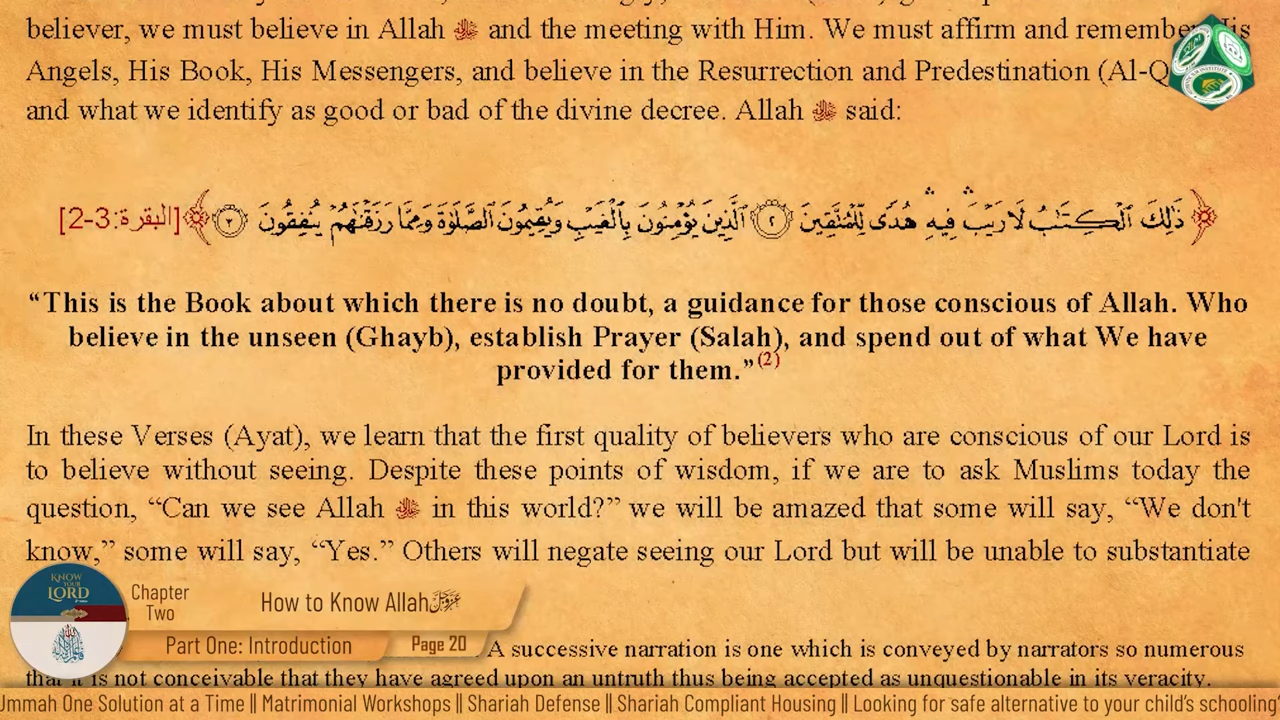 believer, we must believe in Allah ﷻ and the meeting with Him. We must affirm and remember His
Angels, His Book, His Messengers, and believe in the Resurrection and Predestination (Al-Q
and what we identify as good or bad of the divine decree. Allah ﷻ said:
﴿ذَٰلِكَ ٱلْكِتَـٰبُ لَا رَيْبَ ۛ فِيهِ ۛ هُدًى لِّلْمُتَّقِينَ ٢ ٱلَّذِينَ يُؤْمِنُونَ بِٱلْغَيْبِ وَيُقِيمُونَ ٱلصَّلَوٰةَ وَمِمَّا رَزَقْنَـٰهُمْ يُنفِقُونَ ٣﴾ [البقرة:3-2]
“This is the Book about which there is no doubt, a guidance for those conscious of Allah. Who
believe in the unseen (Ghayb), establish Prayer (Salah), and spend out of what We have
provided for them.”(2)
In these Verses (Ayat), we learn that the first quality of believers who are conscious of our Lord is
to believe without seeing. Despite these points of wisdom, if we are to ask Muslims today the
question, “Can we see Allah ﷻ in this world?” we will be amazed that some will say, “We don't
know,” some will say, “Yes.” Others will negate seeing our Lord but will be unable to substantiate
KNOW
YOUR
LORD
Chapter
Two
How to Know Allah عز وجل
Part One: Introduction
Page 20
A successive narration is one which is conveyed by narrators so numerous
that it is not conceivable that they have agreed upon an untruth thus being accepted as unquestionable in its veracity.
Ummah One Solution at a Time || Matrimonial Workshops || Shariah Defense || Shariah Compliant Housing || Looking for safe alternative to your child's schooling